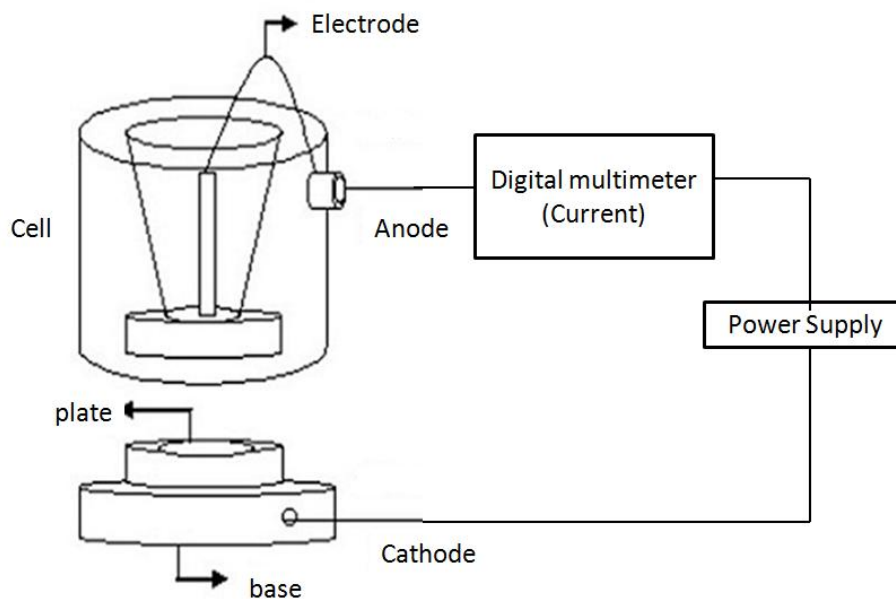 Electrode
Cell
Anode
Digital multimeter
(Current)
Power Supply
plate
Cathode
base